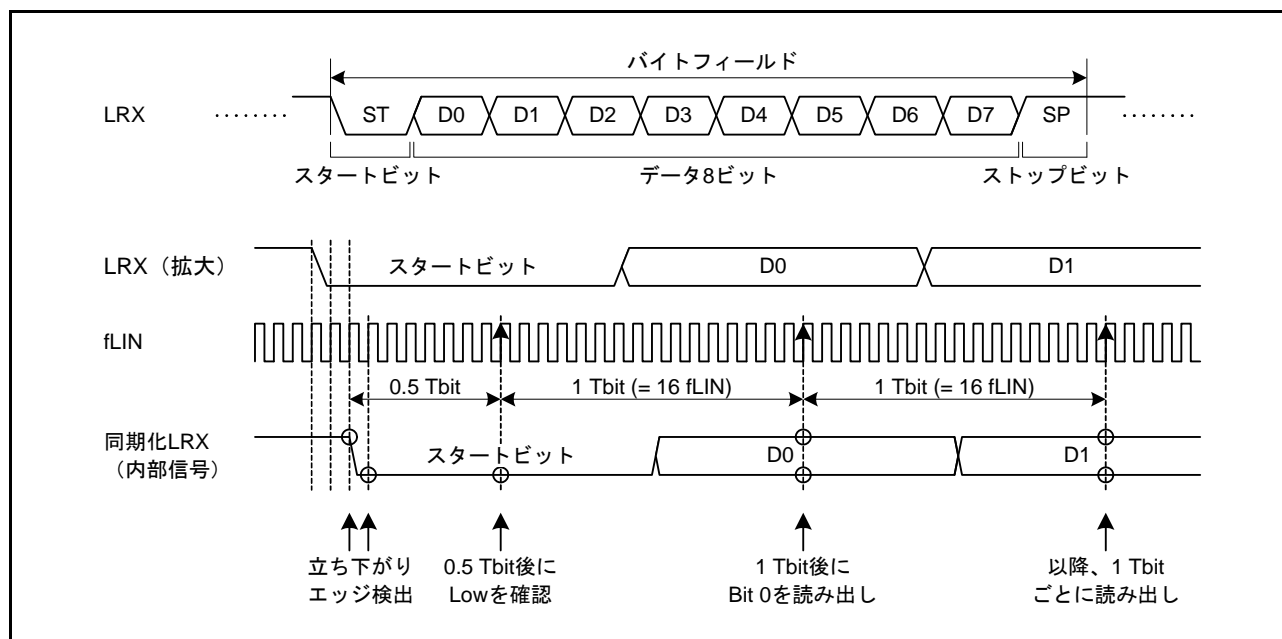 バイトフィールド
LRX ········ ST D0 D1 D2 D3 D4 D5 D6 D7 SP ········
スタートビット データ8ビット ストップビット
LRX（拡大） スタートビット D0 D1
fLIN
0.5 Tbit 1 Tbit (= 16 fLIN) 1 Tbit (= 16 fLIN)
同期化LRX
（内部信号）
スタートビット D0 D1
立ち下がり
エッジ検出
0.5 Tbit後に
Lowを確認
1 Tbit後に
Bit 0を読み出し
以降、1 Tbit
ごとに読み出し